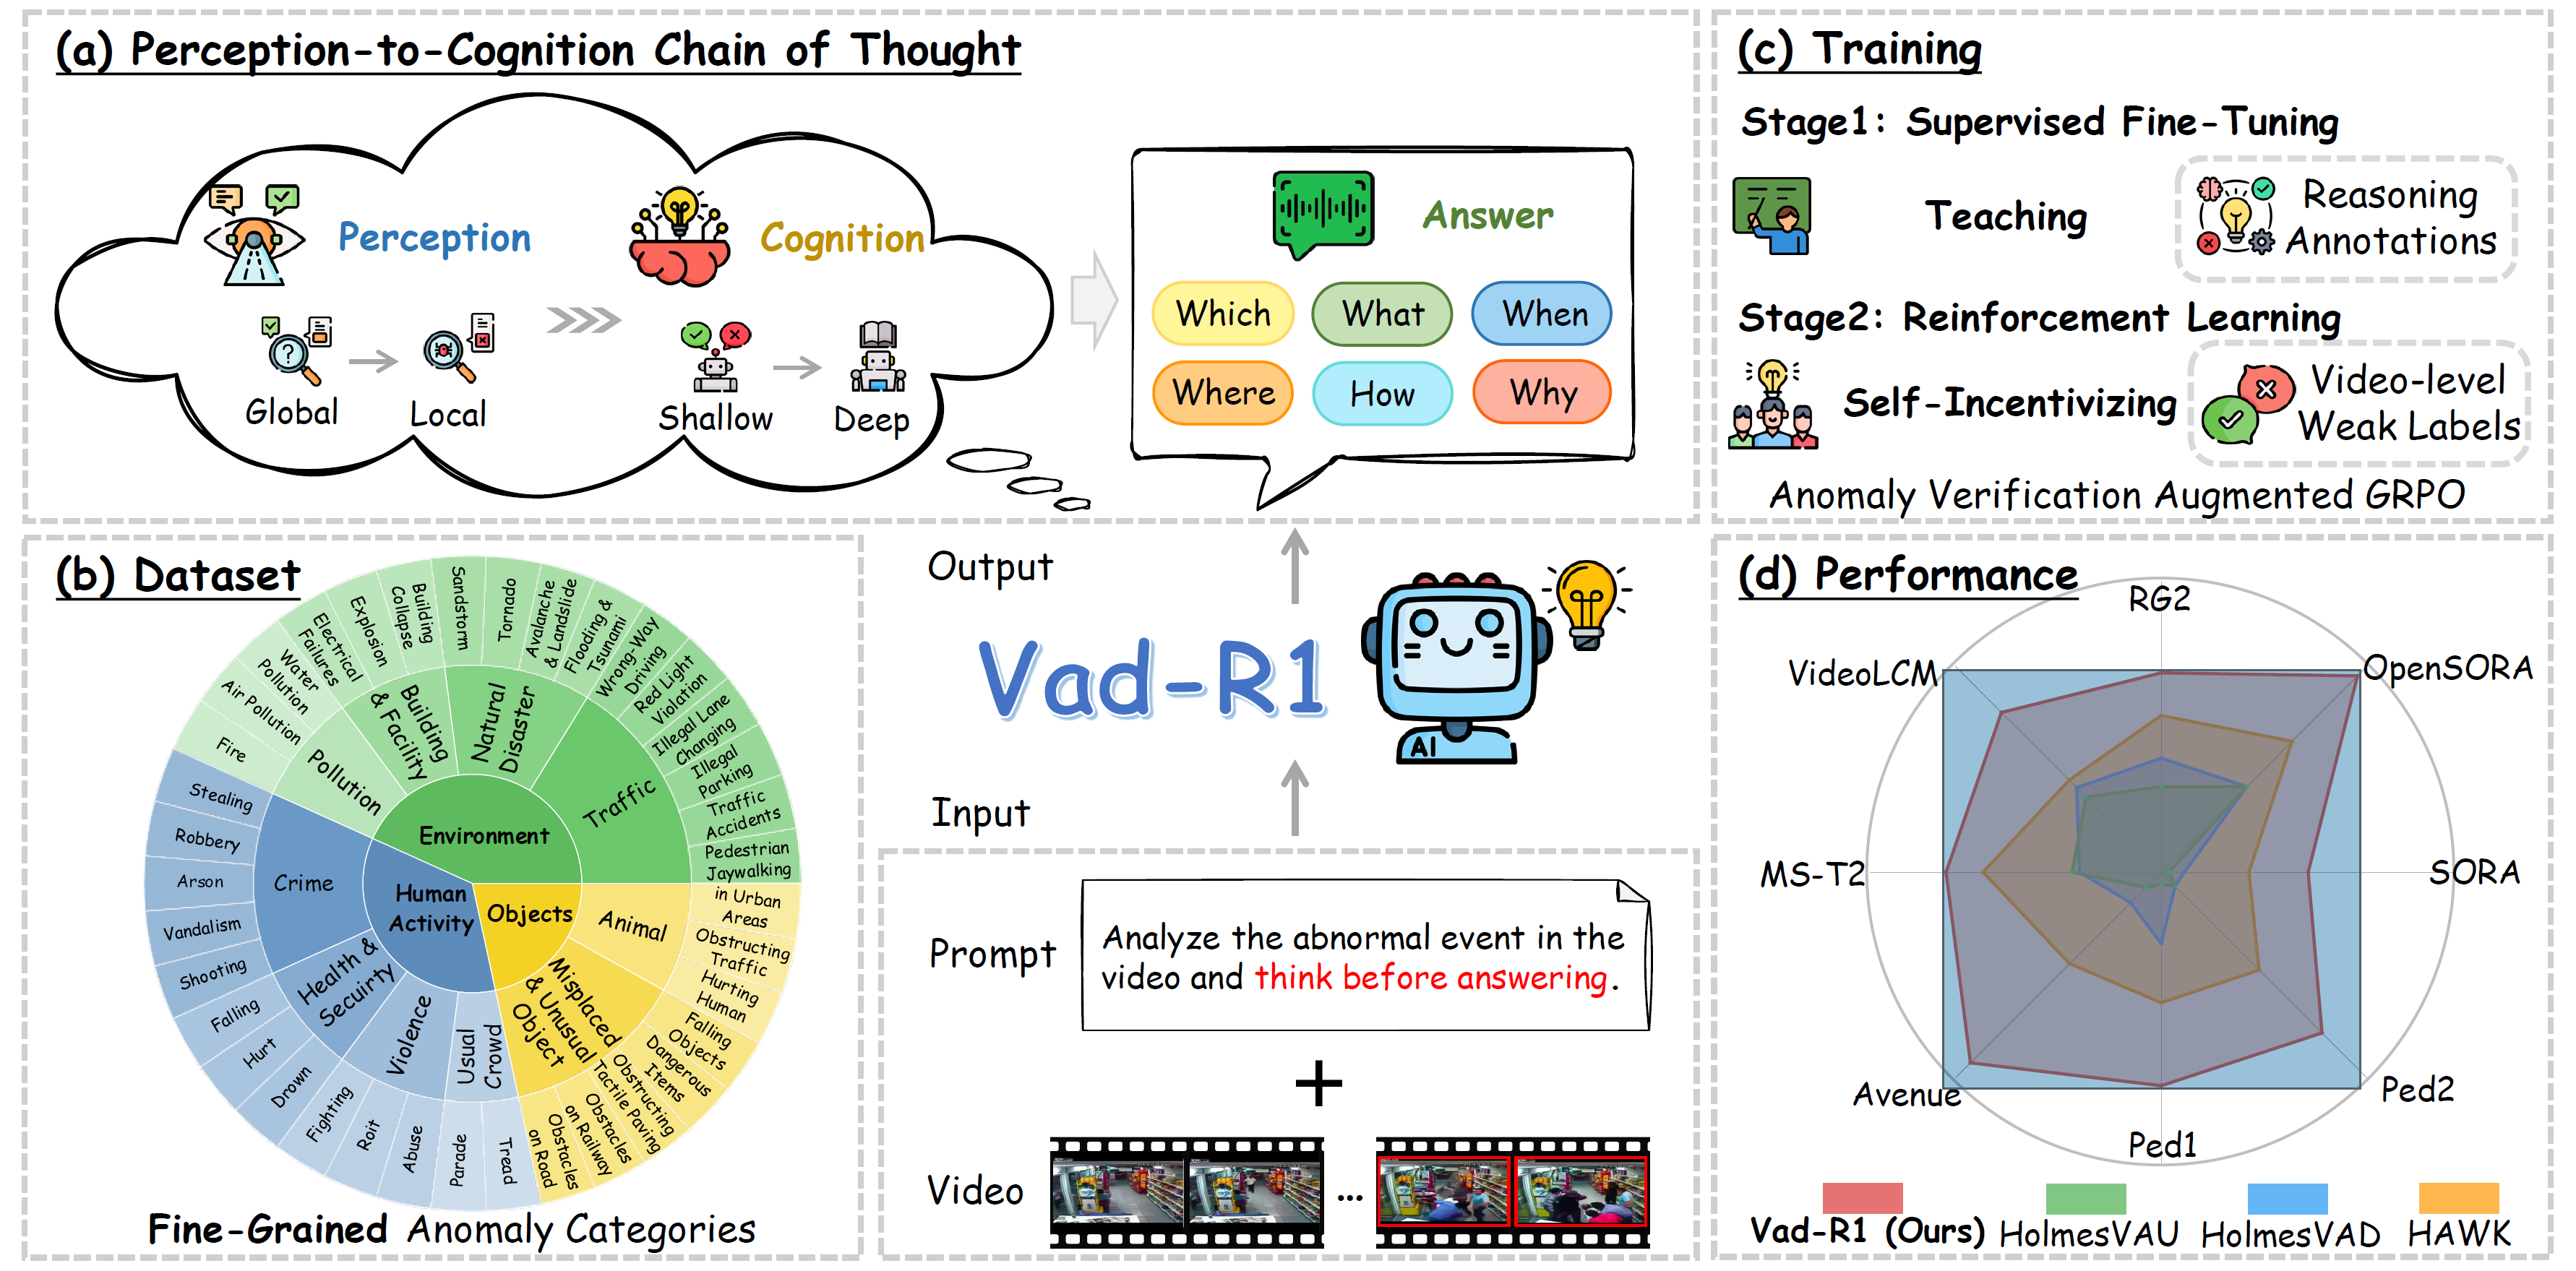 (a) Perception-to-Cognition Chain of Thought
Perception
Cognition
Global
Local
Shallow
Deep
Answer
Which
What
When
Where
How
Why
(c) Training
Stage1: Supervised Fine-Tuning
Teaching
Reasoning
Annotations
Stage2: Reinforcement Learning
Self-Incentivizing
Video-level
Weak Labels
Anomaly Verification Augmented GRPO
(b) Dataset
Environment
Human
Activity
Objects
Pollution
Building
& Facility
Natural
Disaster
Traffic
Animal
Misplaced
& Unusual
Object
Usual
Crowd
Violence
Health &
Secuirty
Crime
Fire
Air Pollution
Water
Pollution
Electrical
Failures
Explosion
Building
Collapse
Sandstorm
Tornado
Avalanche
& Landslide
Flooding &
Tsunami
Wrong-Way
Driving
Red Light
Violation
Illegal Lane
Changing
Illegal
Parking
Traffic
Accidents
Pedestrian
Jaywalking
in Urban
Areas
Obstructing
Traffic
Hurting
Human
Falling
Objects
Dangerous
Items
Obstructing
Tactile Paving
Obstacles
on Railway
Obstacles
on Road
Tread
Parade
Abuse
Roit
Fighting
Drown
Hurt
Falling
Shooting
Vandalism
Arson
Robbery
Stealing
Fine-Grained Anomaly Categories
Output
Vad-R1
AI
Input
Prompt
Analyze the abnormal event in the
video and think before answering.
+
Video
...
(d) Performance
RG2
OpenSORA
SORA
Ped2
Ped1
Avenue
MS-T2
VideoLCM
Vad-R1 (Ours)
HolmesVAU
HolmesVAD
HAWK